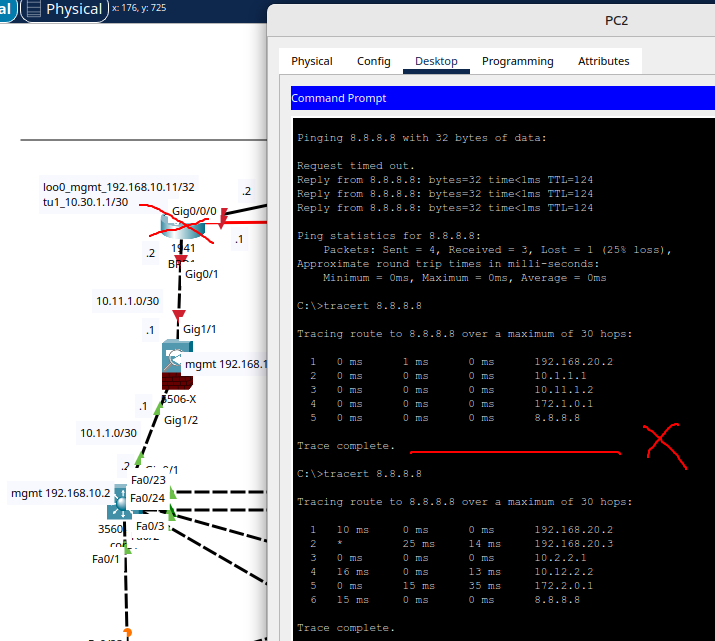 al Physical x: 176, y: 725
PC2
Physical Config Desktop Programming Attributes
Command Prompt
Pinging 8.8.8.8 with 32 bytes of data:
Request timed out.
Reply from 8.8.8.8: bytes=32 time<1ms TTL=124
Reply from 8.8.8.8: bytes=32 time<1ms TTL=124
Reply from 8.8.8.8: bytes=32 time<1ms TTL=124
Ping statistics for 8.8.8.8:
Packets: Sent = 4, Received = 3, Lost = 1 (25% loss),
Approximate round trip times in milli-seconds:
Minimum = 0ms, Maximum = 0ms, Average = 0ms
C:\>tracert 8.8.8.8
Tracing route to 8.8.8.8 over a maximum of 30 hops:
1 0 ms 1 ms 0 ms 192.168.20.2
2 0 ms 0 ms 0 ms 10.1.1.1
3 0 ms 0 ms 0 ms 10.11.1.2
4 0 ms 0 ms 0 ms 172.1.0.1
5 0 ms 0 ms 0 ms 8.8.8.8
Trace complete.
C:\>tracert 8.8.8.8
Tracing route to 8.8.8.8 over a maximum of 30 hops:
1 10 ms 0 ms 0 ms 192.168.20.2
2 * 25 ms 14 ms 192.168.20.3
3 0 ms 0 ms 0 ms 10.2.2.1
4 16 ms 0 ms 13 ms 10.12.2.2
5 0 ms 15 ms 35 ms 172.2.0.1
6 15 ms 0 ms 0 ms 8.8.8.8
Trace complete.
loo0_mgmt_192.168.10.11/32
tu1_10.30.1.1/30
.2
Gig0/0/0
.1
1941
.2
Gig0/1
10.11.1.0/30
.1
Gig1/1
mgmt 192.168.1
5506-X
.1
Gig1/2
10.1.1.0/30
.2
Fa0/23
mgmt 192.168.10.2
Fa0/24
3560
Fa0/3
Fa0/1